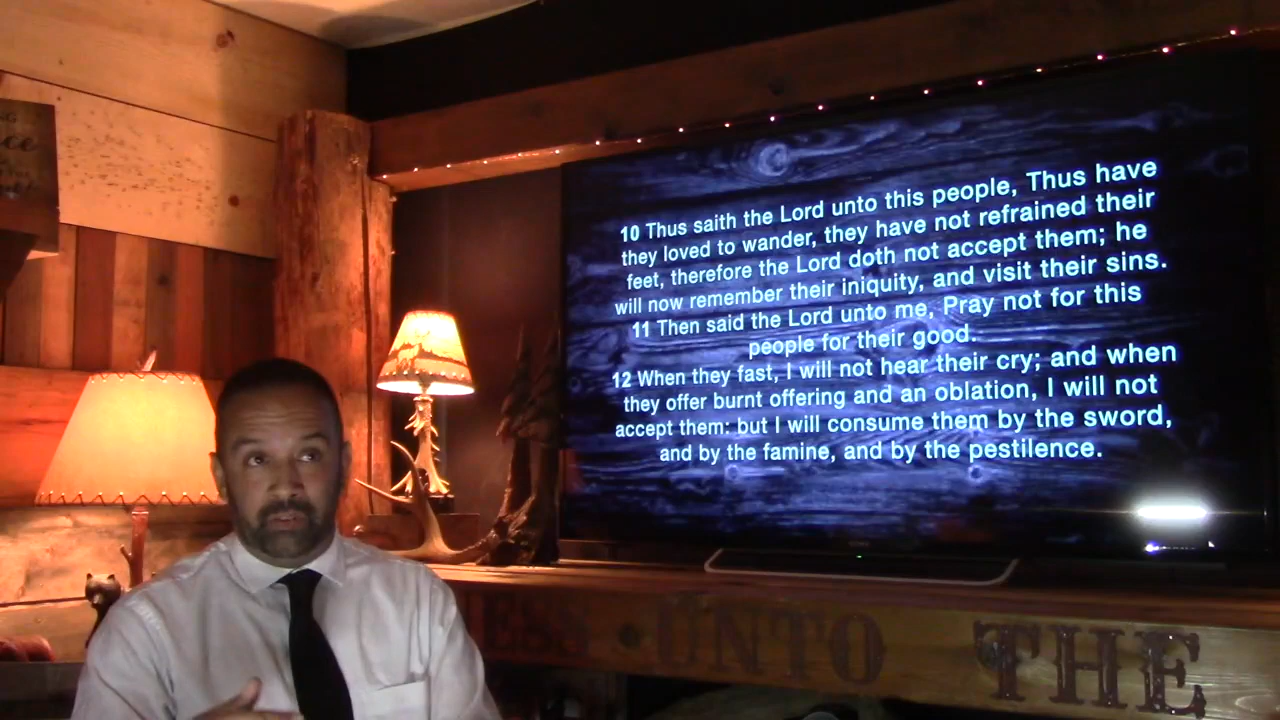 10 Thus saith the Lord unto this people, Thus have
they loved to wander, they have not refrained their
feet, therefore the Lord doth not accept them; he
will now remember their iniquity, and visit their sins.
11 Then said the Lord unto me, Pray not for this
people for their good.
12 When they fast, I will not hear their cry; and when
they offer burnt offering and an oblation, I will not
accept them: but I will consume them by the sword,
and by the famine, and by the pestilence.
ESS UNTO THE